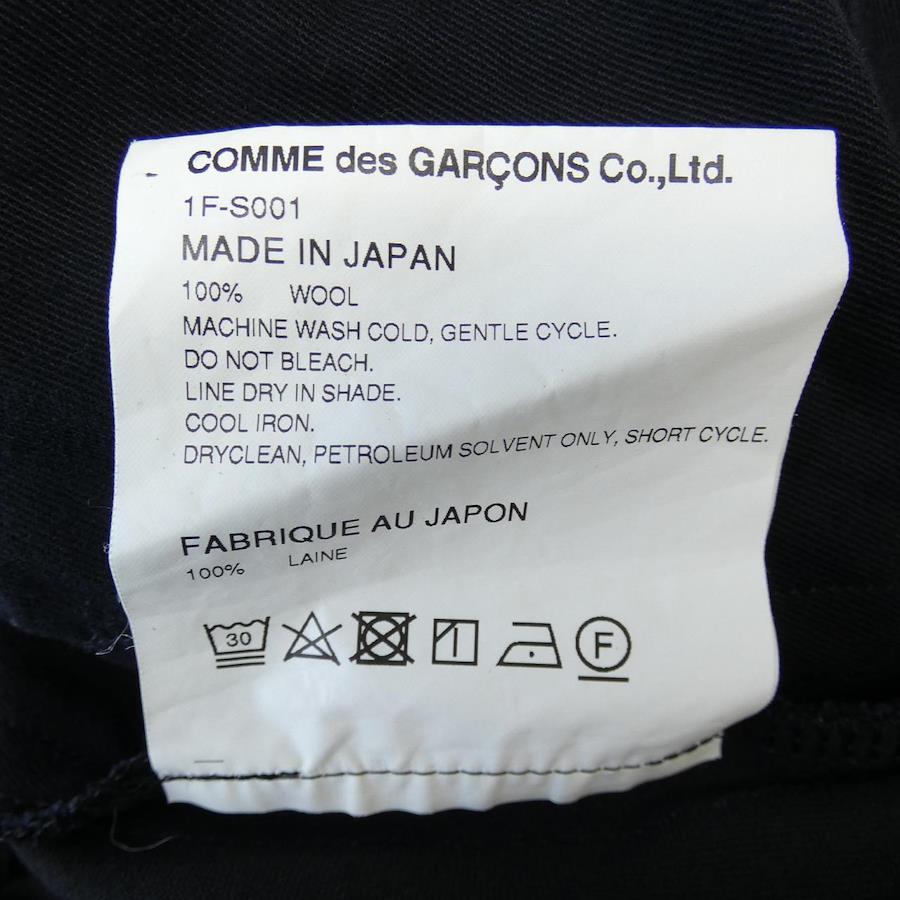 COMME des GARÇONS Co.,Ltd.
1F-S001
MADE IN JAPAN
100% WOOL
MACHINE WASH COLD, GENTLE CYCLE.
DO NOT BLEACH.
LINE DRY IN SHADE.
COOL IRON.
DRYCLEAN, PETROLEUM SOLVENT ONLY, SHORT CYCLE.
FABRIQUE AU JAPON
100% LAINE
30 F